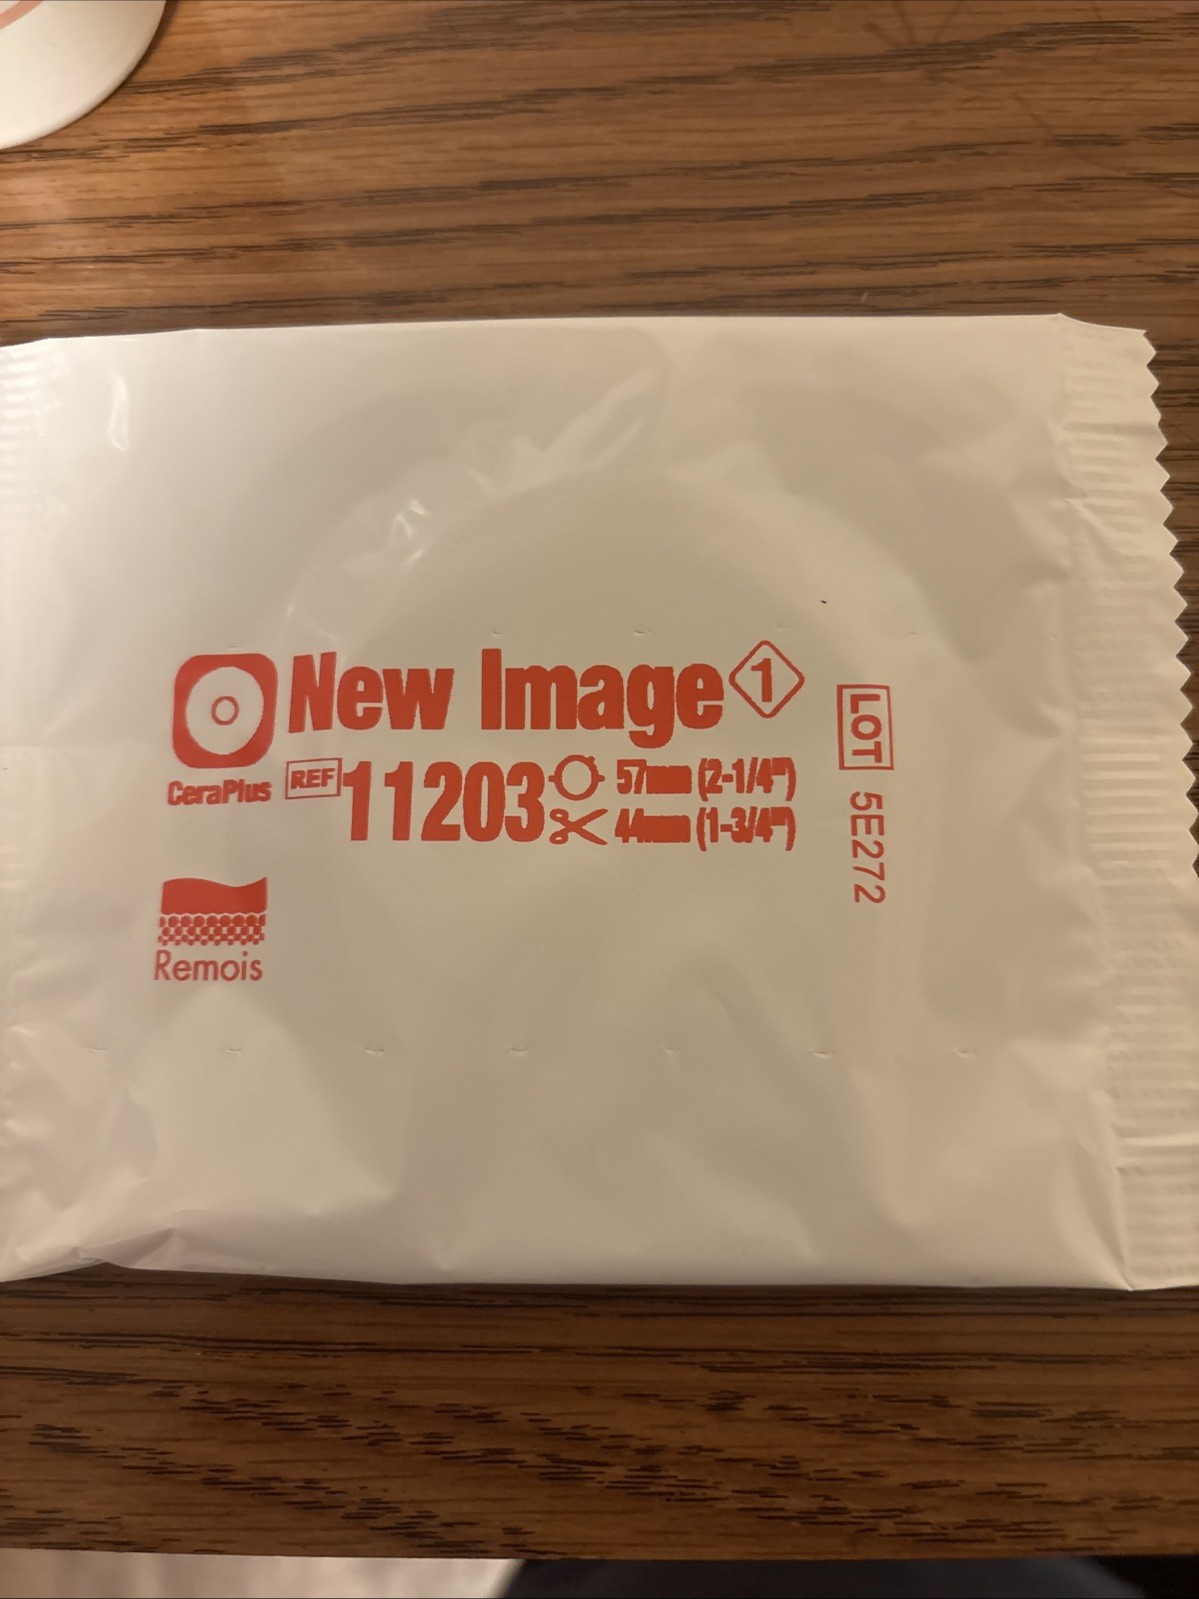 New Image 1
CeraPlus
REF 11203
57mm (2-1/4")
44mm (1-3/4")
Remois
LOT 5E272